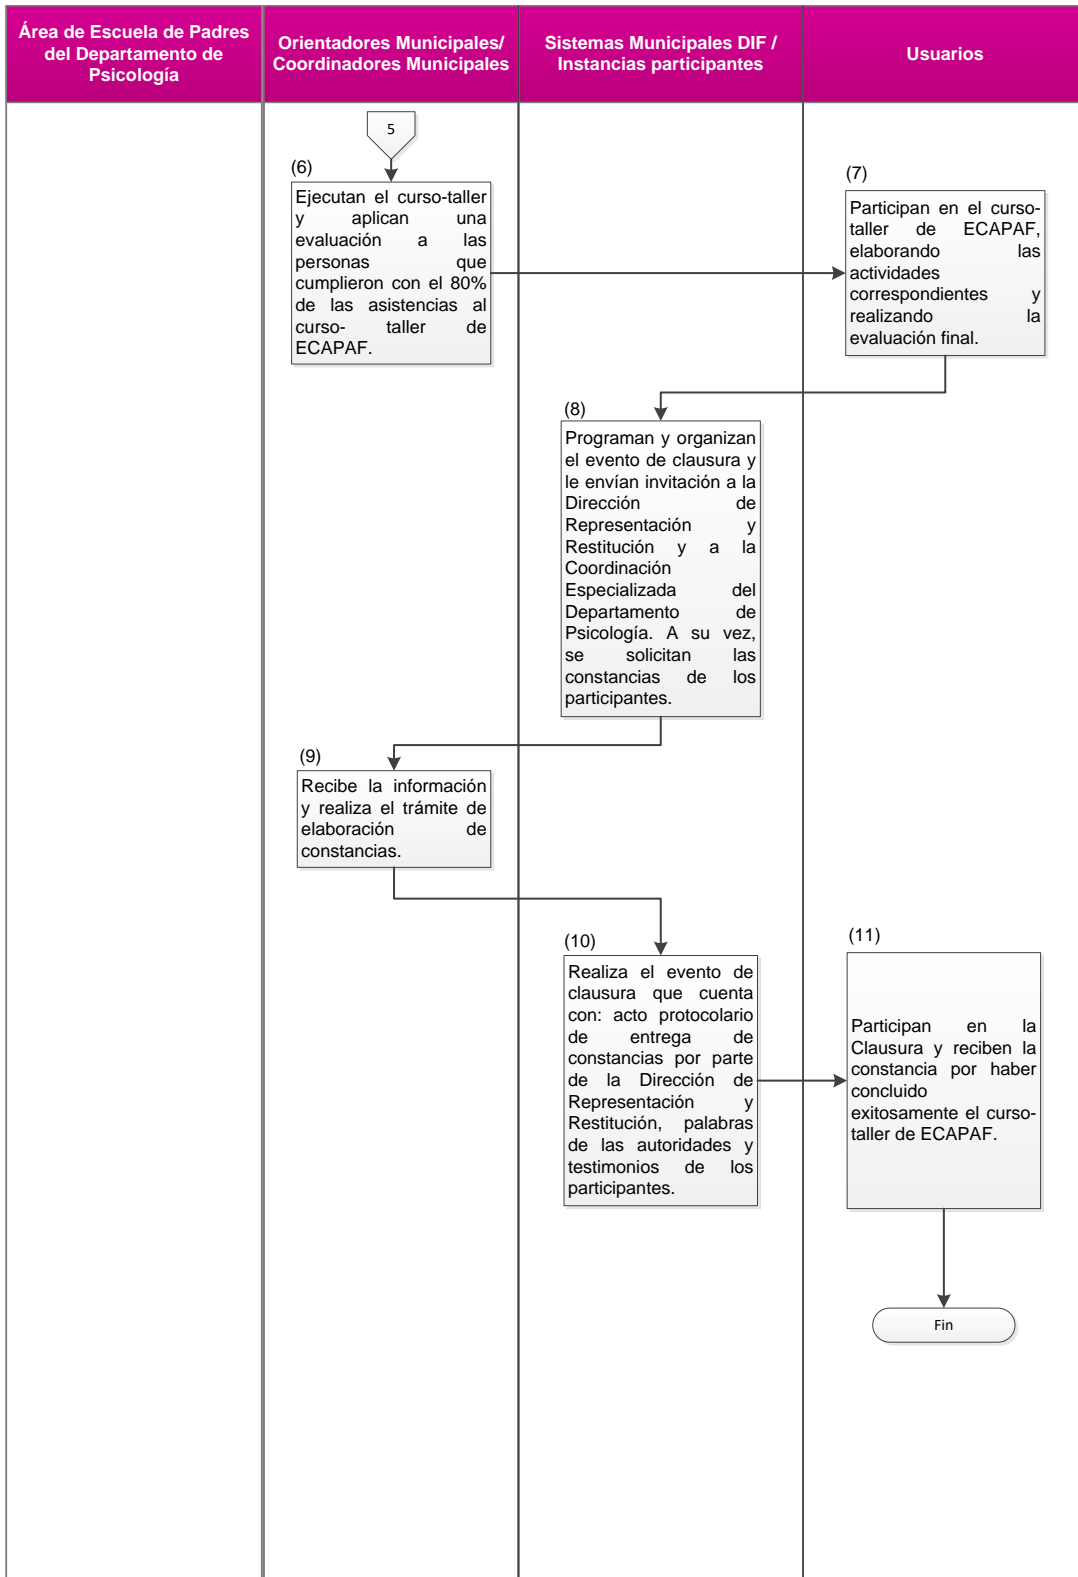 Área de Escuela de Padres
del Departamento de
Psicología
Orientadores Municipales/
Coordinadores Municipales
Sistemas Municipales DIF /
Instancias participantes
Usuarios
5
(6)
Ejecutan el curso-taller
y aplican una
evaluación a las
personas que
cumplieron con el 80%
de las asistencias al
curso- taller de
ECAPAF.
(7)
Participan en el curso-
taller de ECAPAF,
elaborando las
actividades
correspondientes y
realizando la
evaluación final.
(8)
Programan y organizan
el evento de clausura y
le envían invitación a la
Dirección de
Representación y
Restitución y a la
Coordinación
Especializada del
Departamento de
Psicología. A su vez,
se solicitan las
constancias de los
participantes.
(9)
Recibe la información
y realiza el trámite de
elaboración de
constancias.
(10)
Realiza el evento de
clausura que cuenta
con: acto protocolario
de entrega de
constancias por parte
de la Dirección de
Representación y
Restitución, palabras
de las autoridades y
testimonios de los
participantes.
(11)
Participan en la
Clausura y reciben la
constancia por haber
concluido
exitosamente el curso-
taller de ECAPAF.
Fin